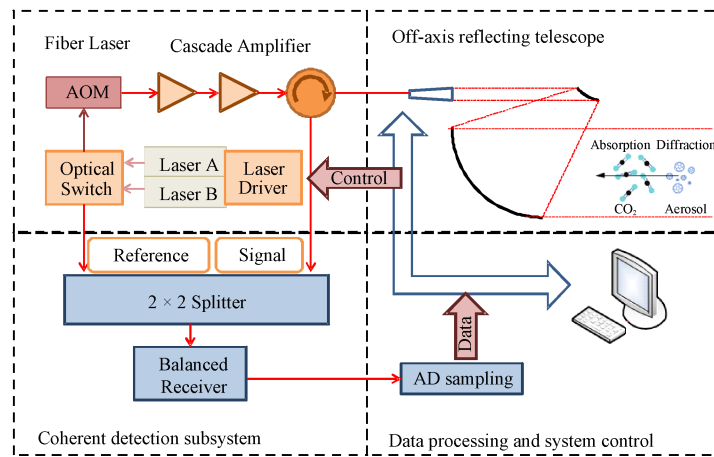 Fiber Laser
Cascade Amplifier
Off-axis reflecting telescope
AOM
Optical
Switch
Laser A
Laser B
Laser
Driver
Control
Absorption
Diffraction
CO₂
Aerosol
Reference
Signal
2 × 2 Splitter
Balanced
Receiver
Data
AD sampling
Coherent detection subsystem
Data processing and system control